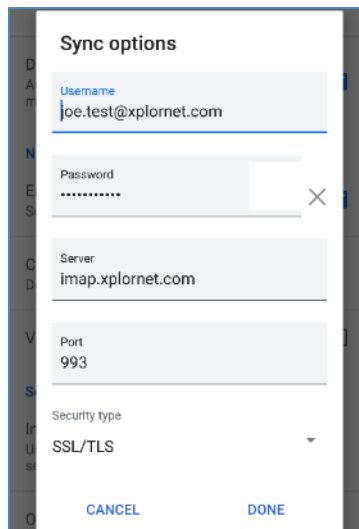 Sync options
Username
joe.test@xplornet.com
Password
•••••••••••
Server
imap.xplornet.com
Port
993
Security type
SSL/TLS
CANCEL DONE